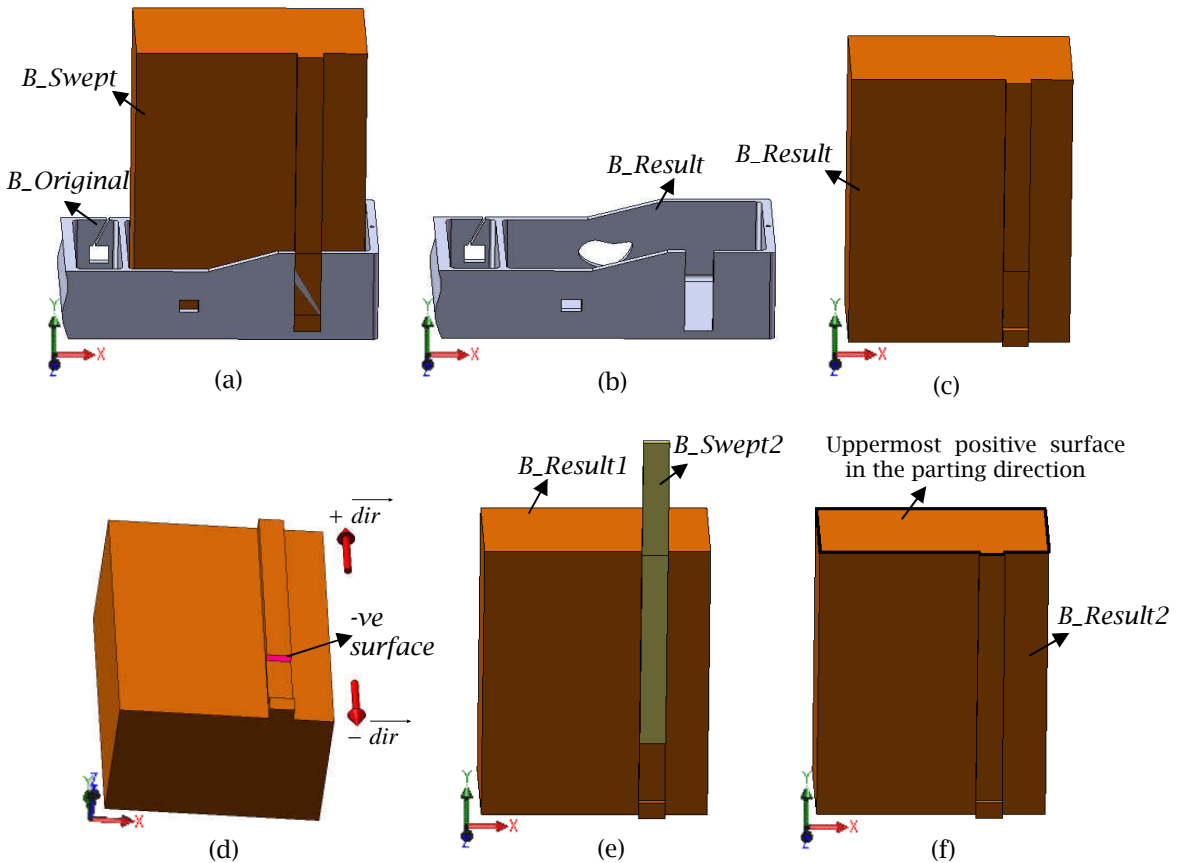 B_Swept
B_Original
Y
X
Z
(a)
B_Result
Y
X
Z
(b)
B_Result
Y
X
Z
(c)
+ dir
-ve
surface
− dir
Y
Z
X
(d)
B_Result1
B_Swept2
Y
X
Z
(e)
Uppermost positive surface
in the parting direction
B_Result2
Y
X
Z
(f)